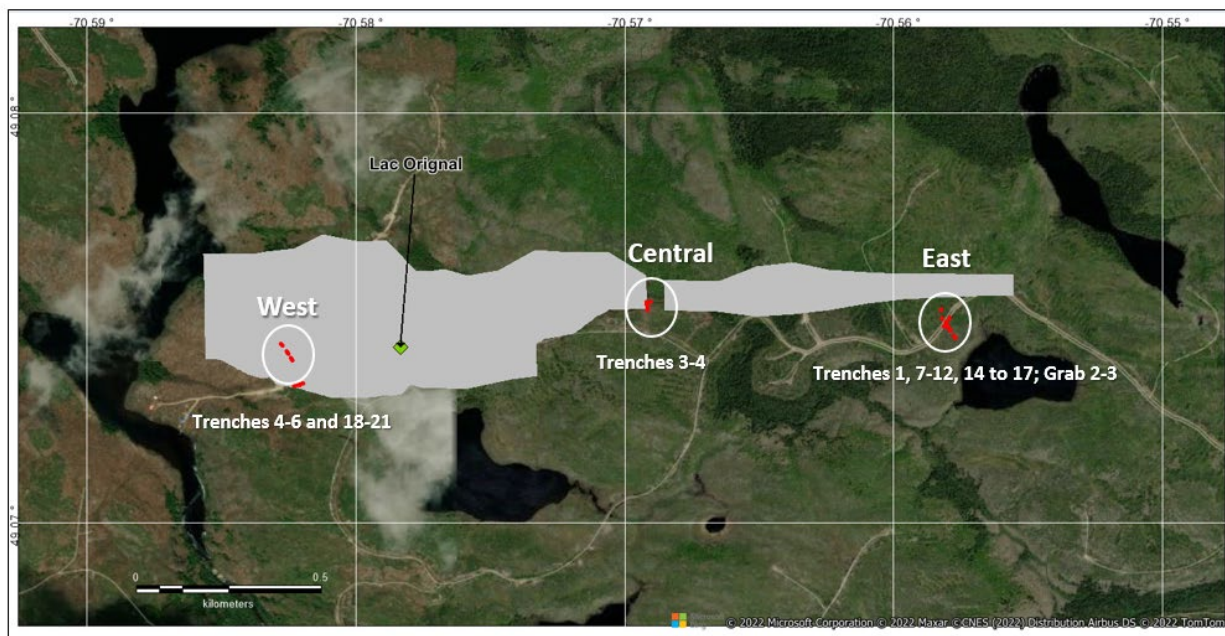 -70.59 ° -70.58 ° -70.57 ° -70.56 ° -70.55 °
49.08 °
Lac Orignal
Central
East
West
Trenches 3-4
Trenches 1, 7-12, 14 to 17; Grab 2-3
Trenches 4-6 and 18-21
49.07 °
0 0.5
kilometers
© 2022 Microsoft Corporation © 2022 Maxar ©CNES (2022) Distribution Airbus DS © 2022 TomTom